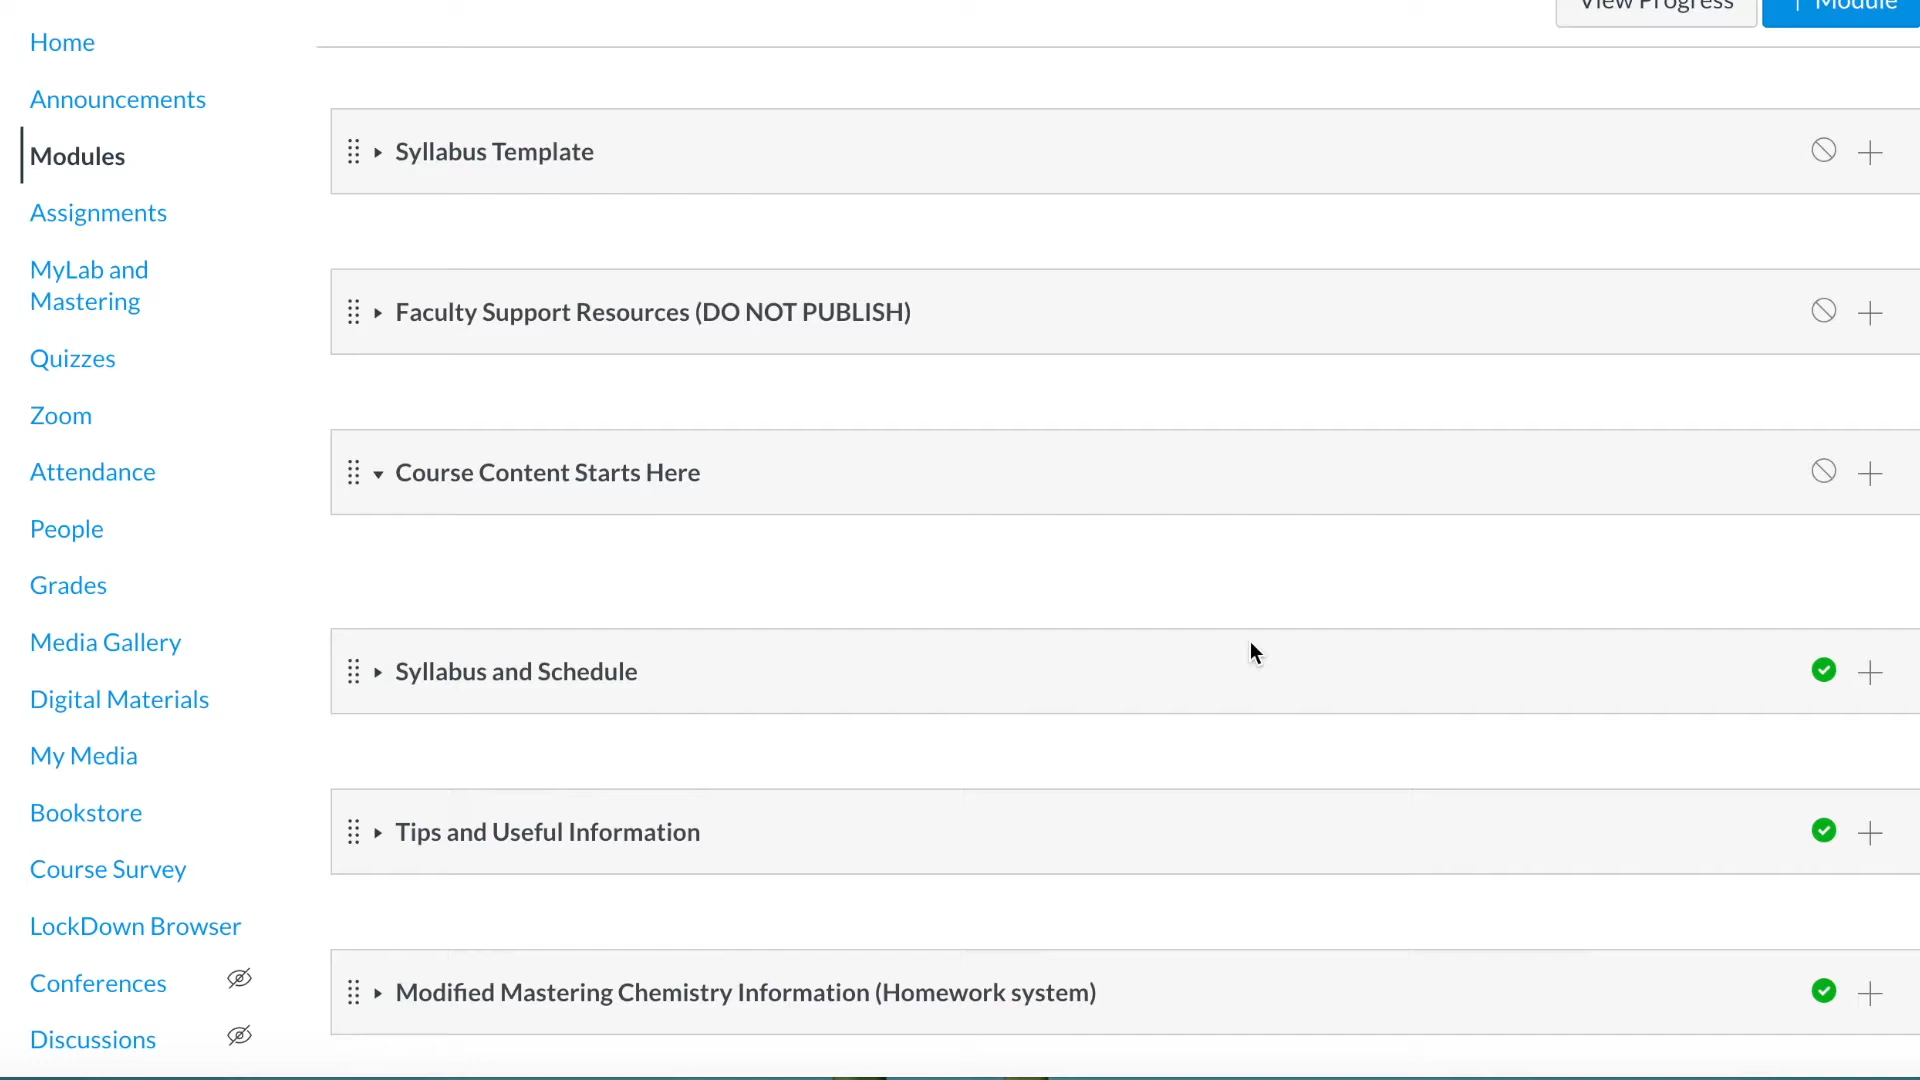 View Progress
Module
Home
Announcements
Modules
Assignments
MyLab and
Mastering
Quizzes
Zoom
Attendance
People
Grades
Media Gallery
Digital Materials
My Media
Bookstore
Course Survey
LockDown Browser
Conferences
Discussions
Syllabus Template
Faculty Support Resources (DO NOT PUBLISH)
Course Content Starts Here
Syllabus and Schedule
Tips and Useful Information
Modified Mastering Chemistry Information (Homework system)